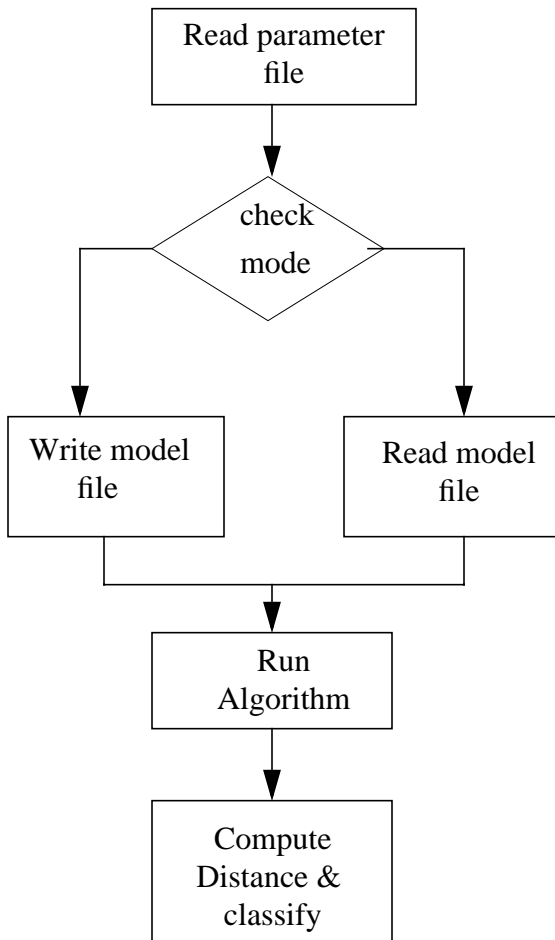 Read parameter
file
check
mode
Write model
file
Read model
file
Run
Algorithm
Compute
Distance &
classify